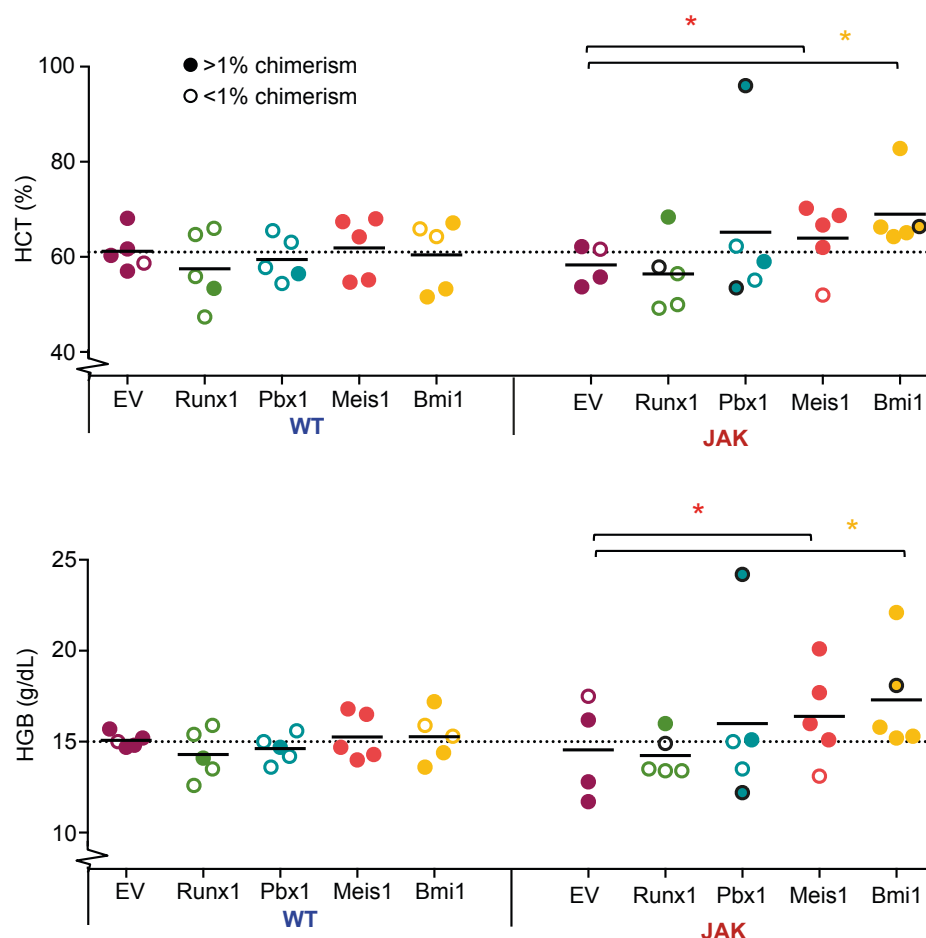 * *
100
>1% chimerism
<1% chimerism
80
60
40
HCT (%)
EV Runx1 Pbx1 Meis1 Bmi1 EV Runx1 Pbx1 Meis1 Bmi1
WT JAK
* *
25
20
15
10
HGB (g/dL)
EV Runx1 Pbx1 Meis1 Bmi1 EV Runx1 Pbx1 Meis1 Bmi1
WT JAK